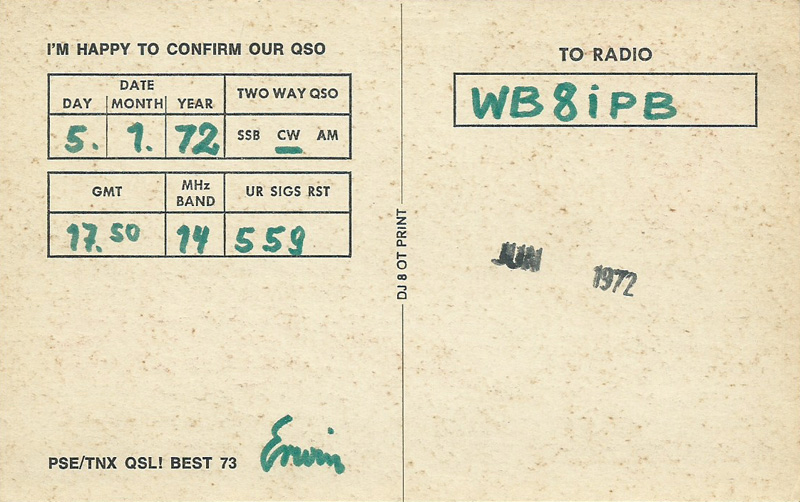 I'M HAPPY TO CONFIRM OUR QSO
DATE
DAY MONTH YEAR
TWO WAY QSO
5. 1. 72
SSB CW AM
GMT
MHz
BAND
UR SIGS RST
17.50
14
559
PSE/TNX QSL! BEST 73
Erwin
DJ 8 OT PRINT
TO RADIO
WB8iPB
JUN 1972